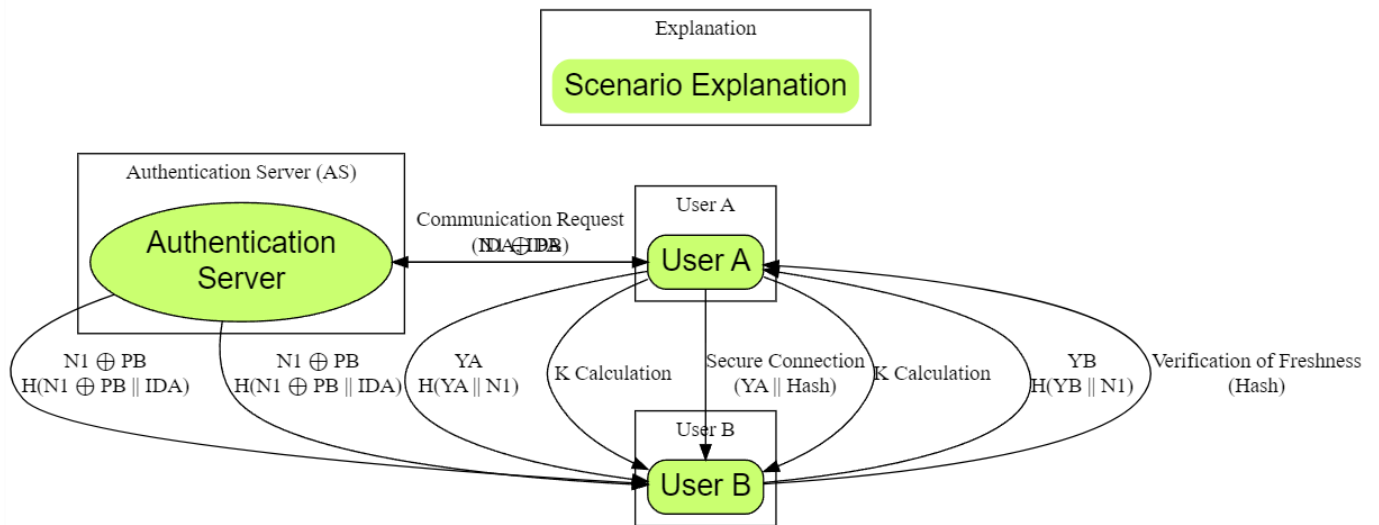 Explanation
Scenario Explanation
Authentication Server (AS)
Authentication
Server
Communication Request
User A
User A
N1 ⊕ PB
H(N1 ⊕ PB || IDA)
N1 ⊕ PB
H(N1 ⊕ PB || IDA)
YA
H(YA || N1)
K Calculation
Secure Connection
(YA || Hash)
K Calculation
YB
H(YB || N1)
Verification of Freshness
(Hash)
User B
User B